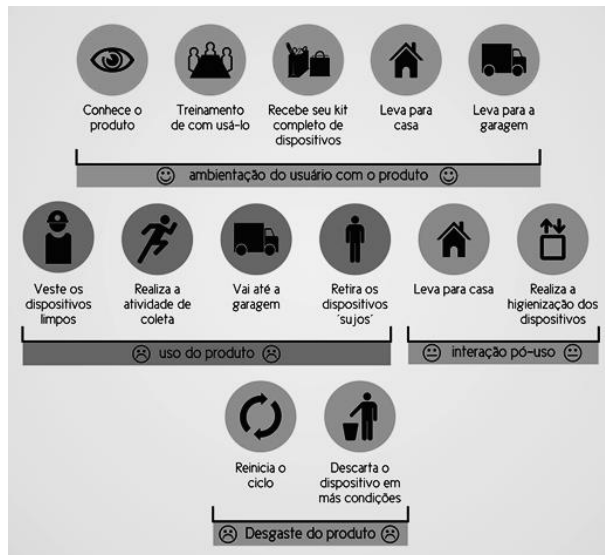 Conhece o
produto
Treinamento
de com usá-lo
Recebe seu kit
completo de
dispositivos
Leva para
casa
Leva para a
garagem
ambientação do usuário com o produto
Veste os
dispositivos
limpos
Realiza a
atividade de
coleta
Vai até a
garagem
Retira os
dispositivos
'sujos'
Leva para casa
Realiza a
higienização dos
dispositivos
uso do produto
interação pó-uso
Reinicia o
ciclo
Descarta o
dispositivo em
más condições
Desgaste do produto